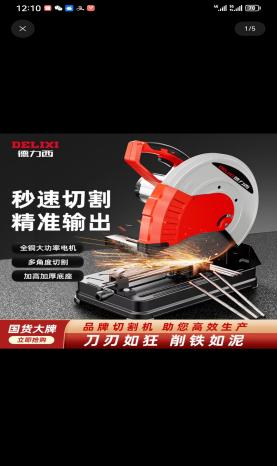 12:10
1/5
DELIXI
德力西
秒速切割
精准输出
全铜大功率电机
多角度切割
加高加厚底座
国货大牌
立即抢购
品牌切割机 助您高效生产
刀刃如狂 削铁如泥